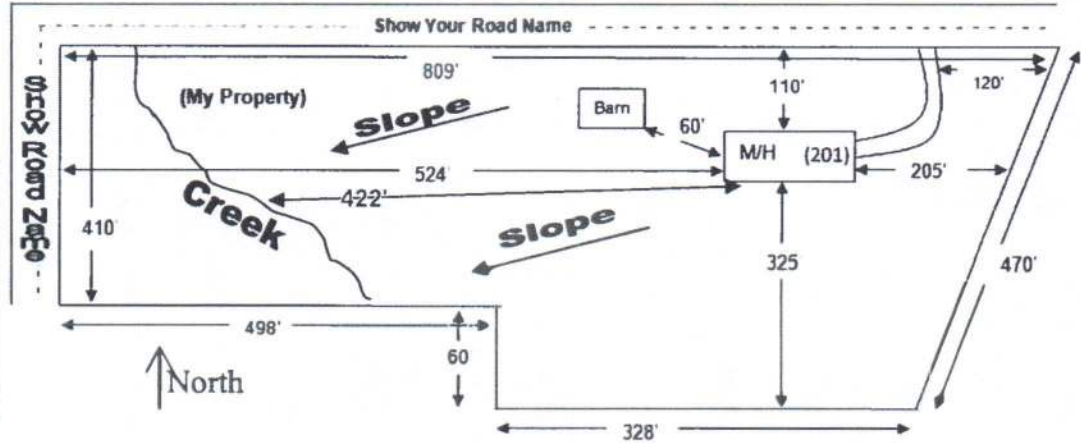 Show Your Road Name
Show Road Name
809'
110'
120'
(My Property)
Slope
Barn
60'
M/H (201)
524'
205'
422'
Creek
410'
Slope
325
470'
498'
60
North
328'